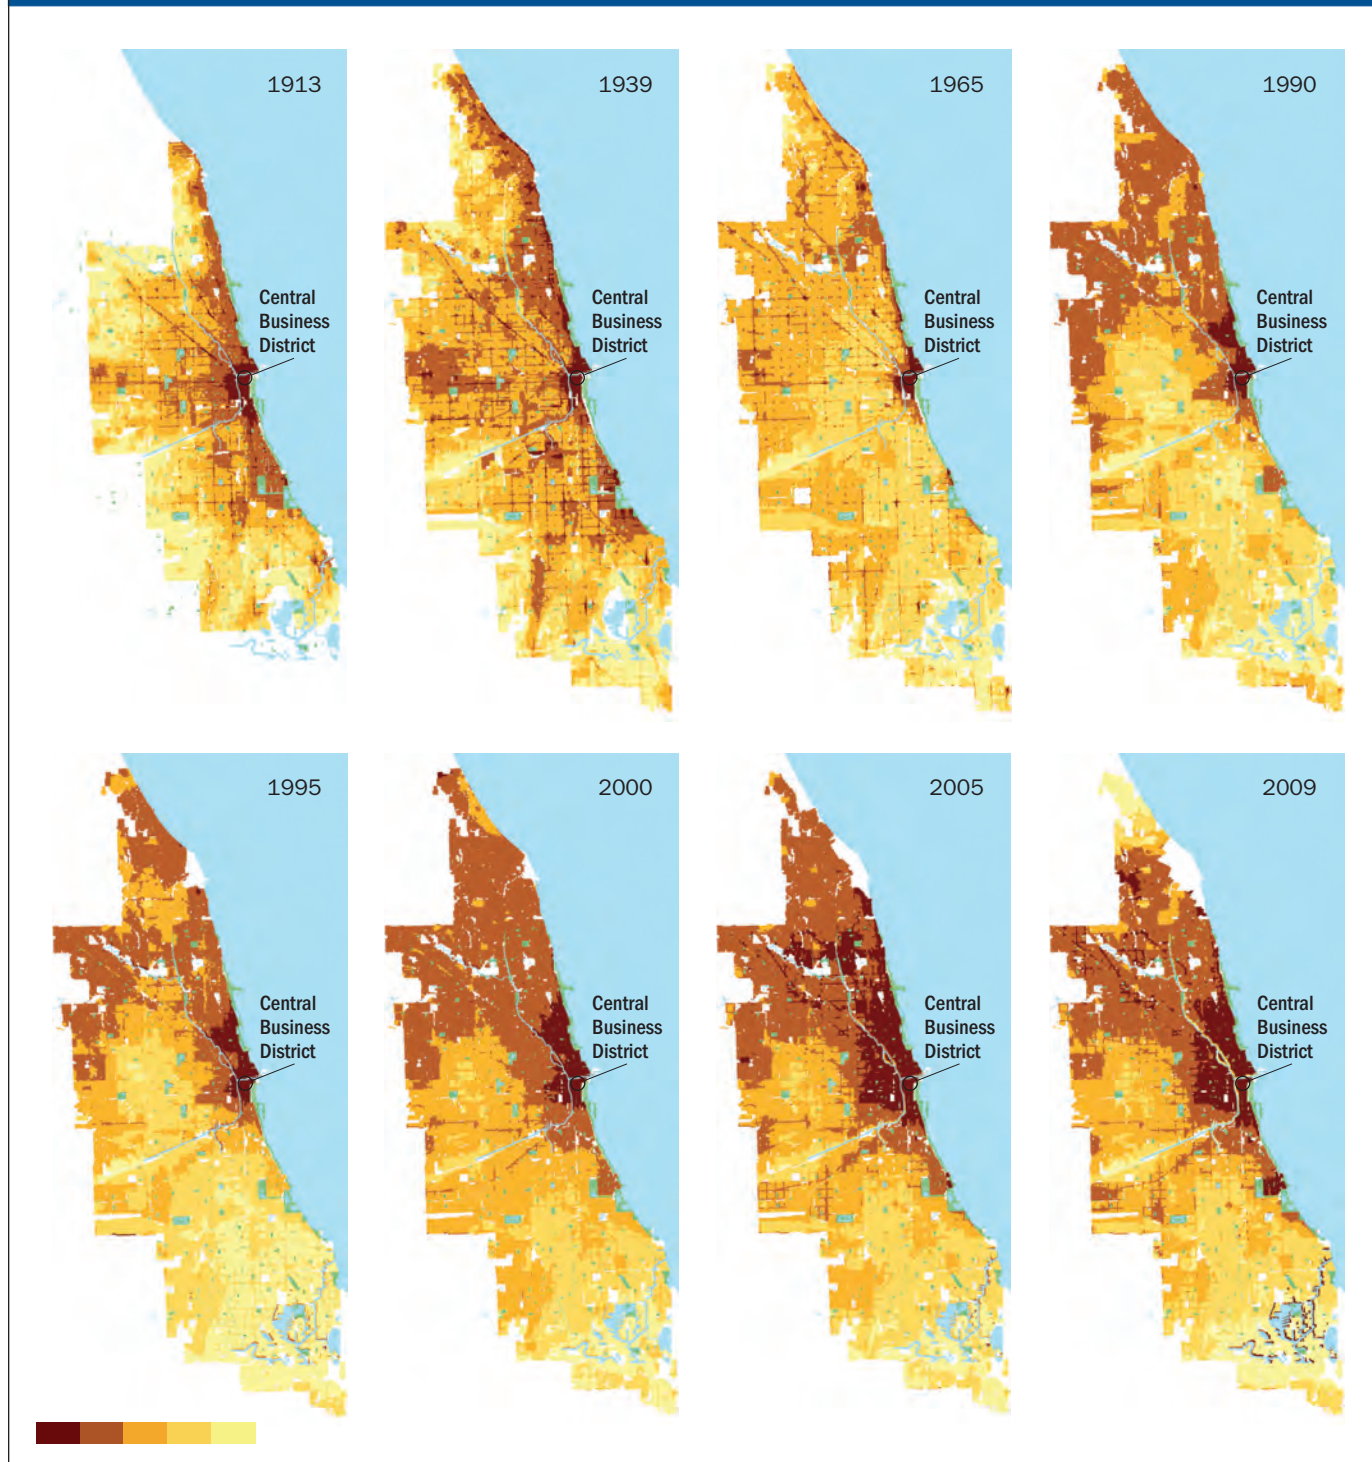 1913
Central
Business
District
1939
Central
Business
District
1965
Central
Business
District
1990
Central
Business
District
1995
Central
Business
District
2000
Central
Business
District
2005
Central
Business
District
2009
Central
Business
District